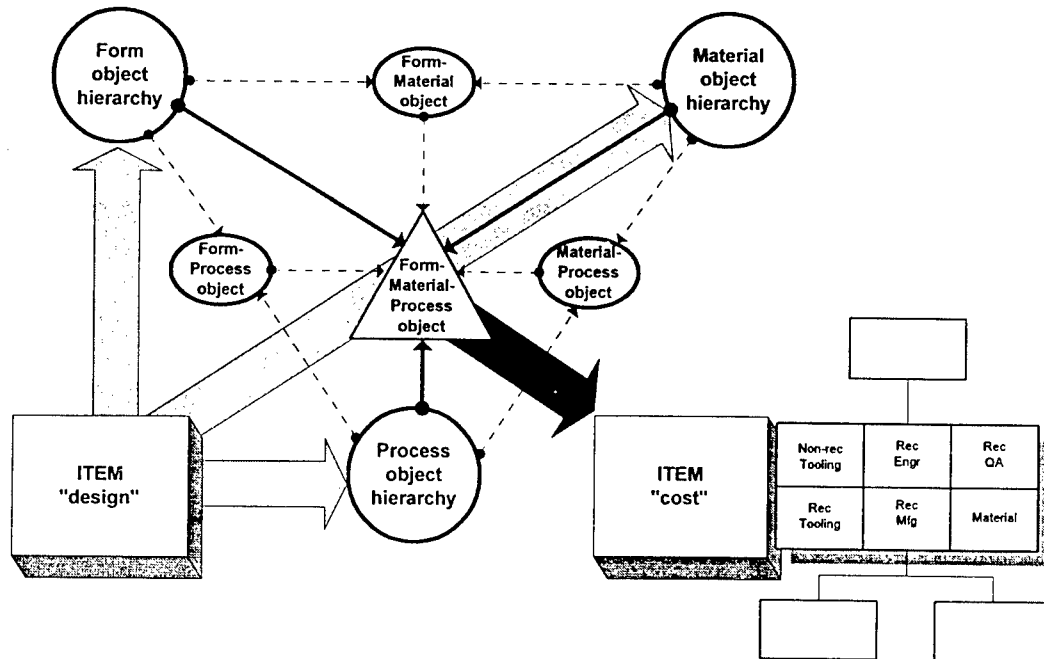 Form
object
hierarchy
Form-
Material
object
Material
object
hierarchy
Form-
Process
object
Form-
Material-
Process
object
Material-
Process
object
ITEM
"design"
Process
object
hierarchy
ITEM
"cost"
Non-rec
Tooling
Rec
Engr
Rec
QA
Rec
Tooling
Rec
Mfg
Material